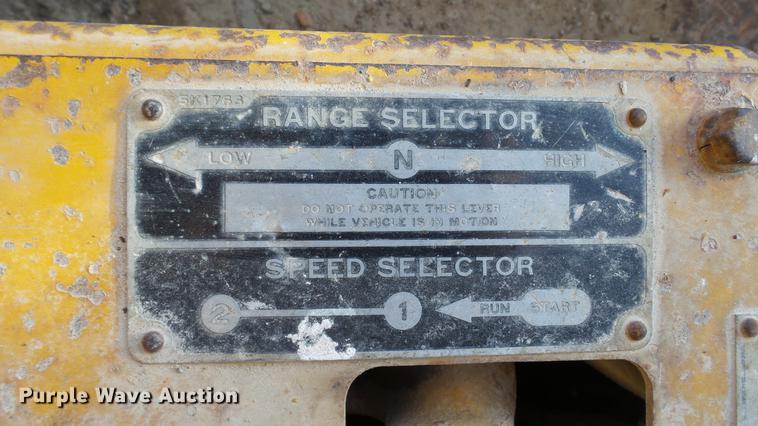 5K1783
RANGE SELECTOR
LOW N HIGH
CAUTION
DO NOT OPERATE THIS LEVER
WHILE VEHICLE IS IN MOTION
SPEED SELECTOR
2 1 RUN START
Purple Wave Auction